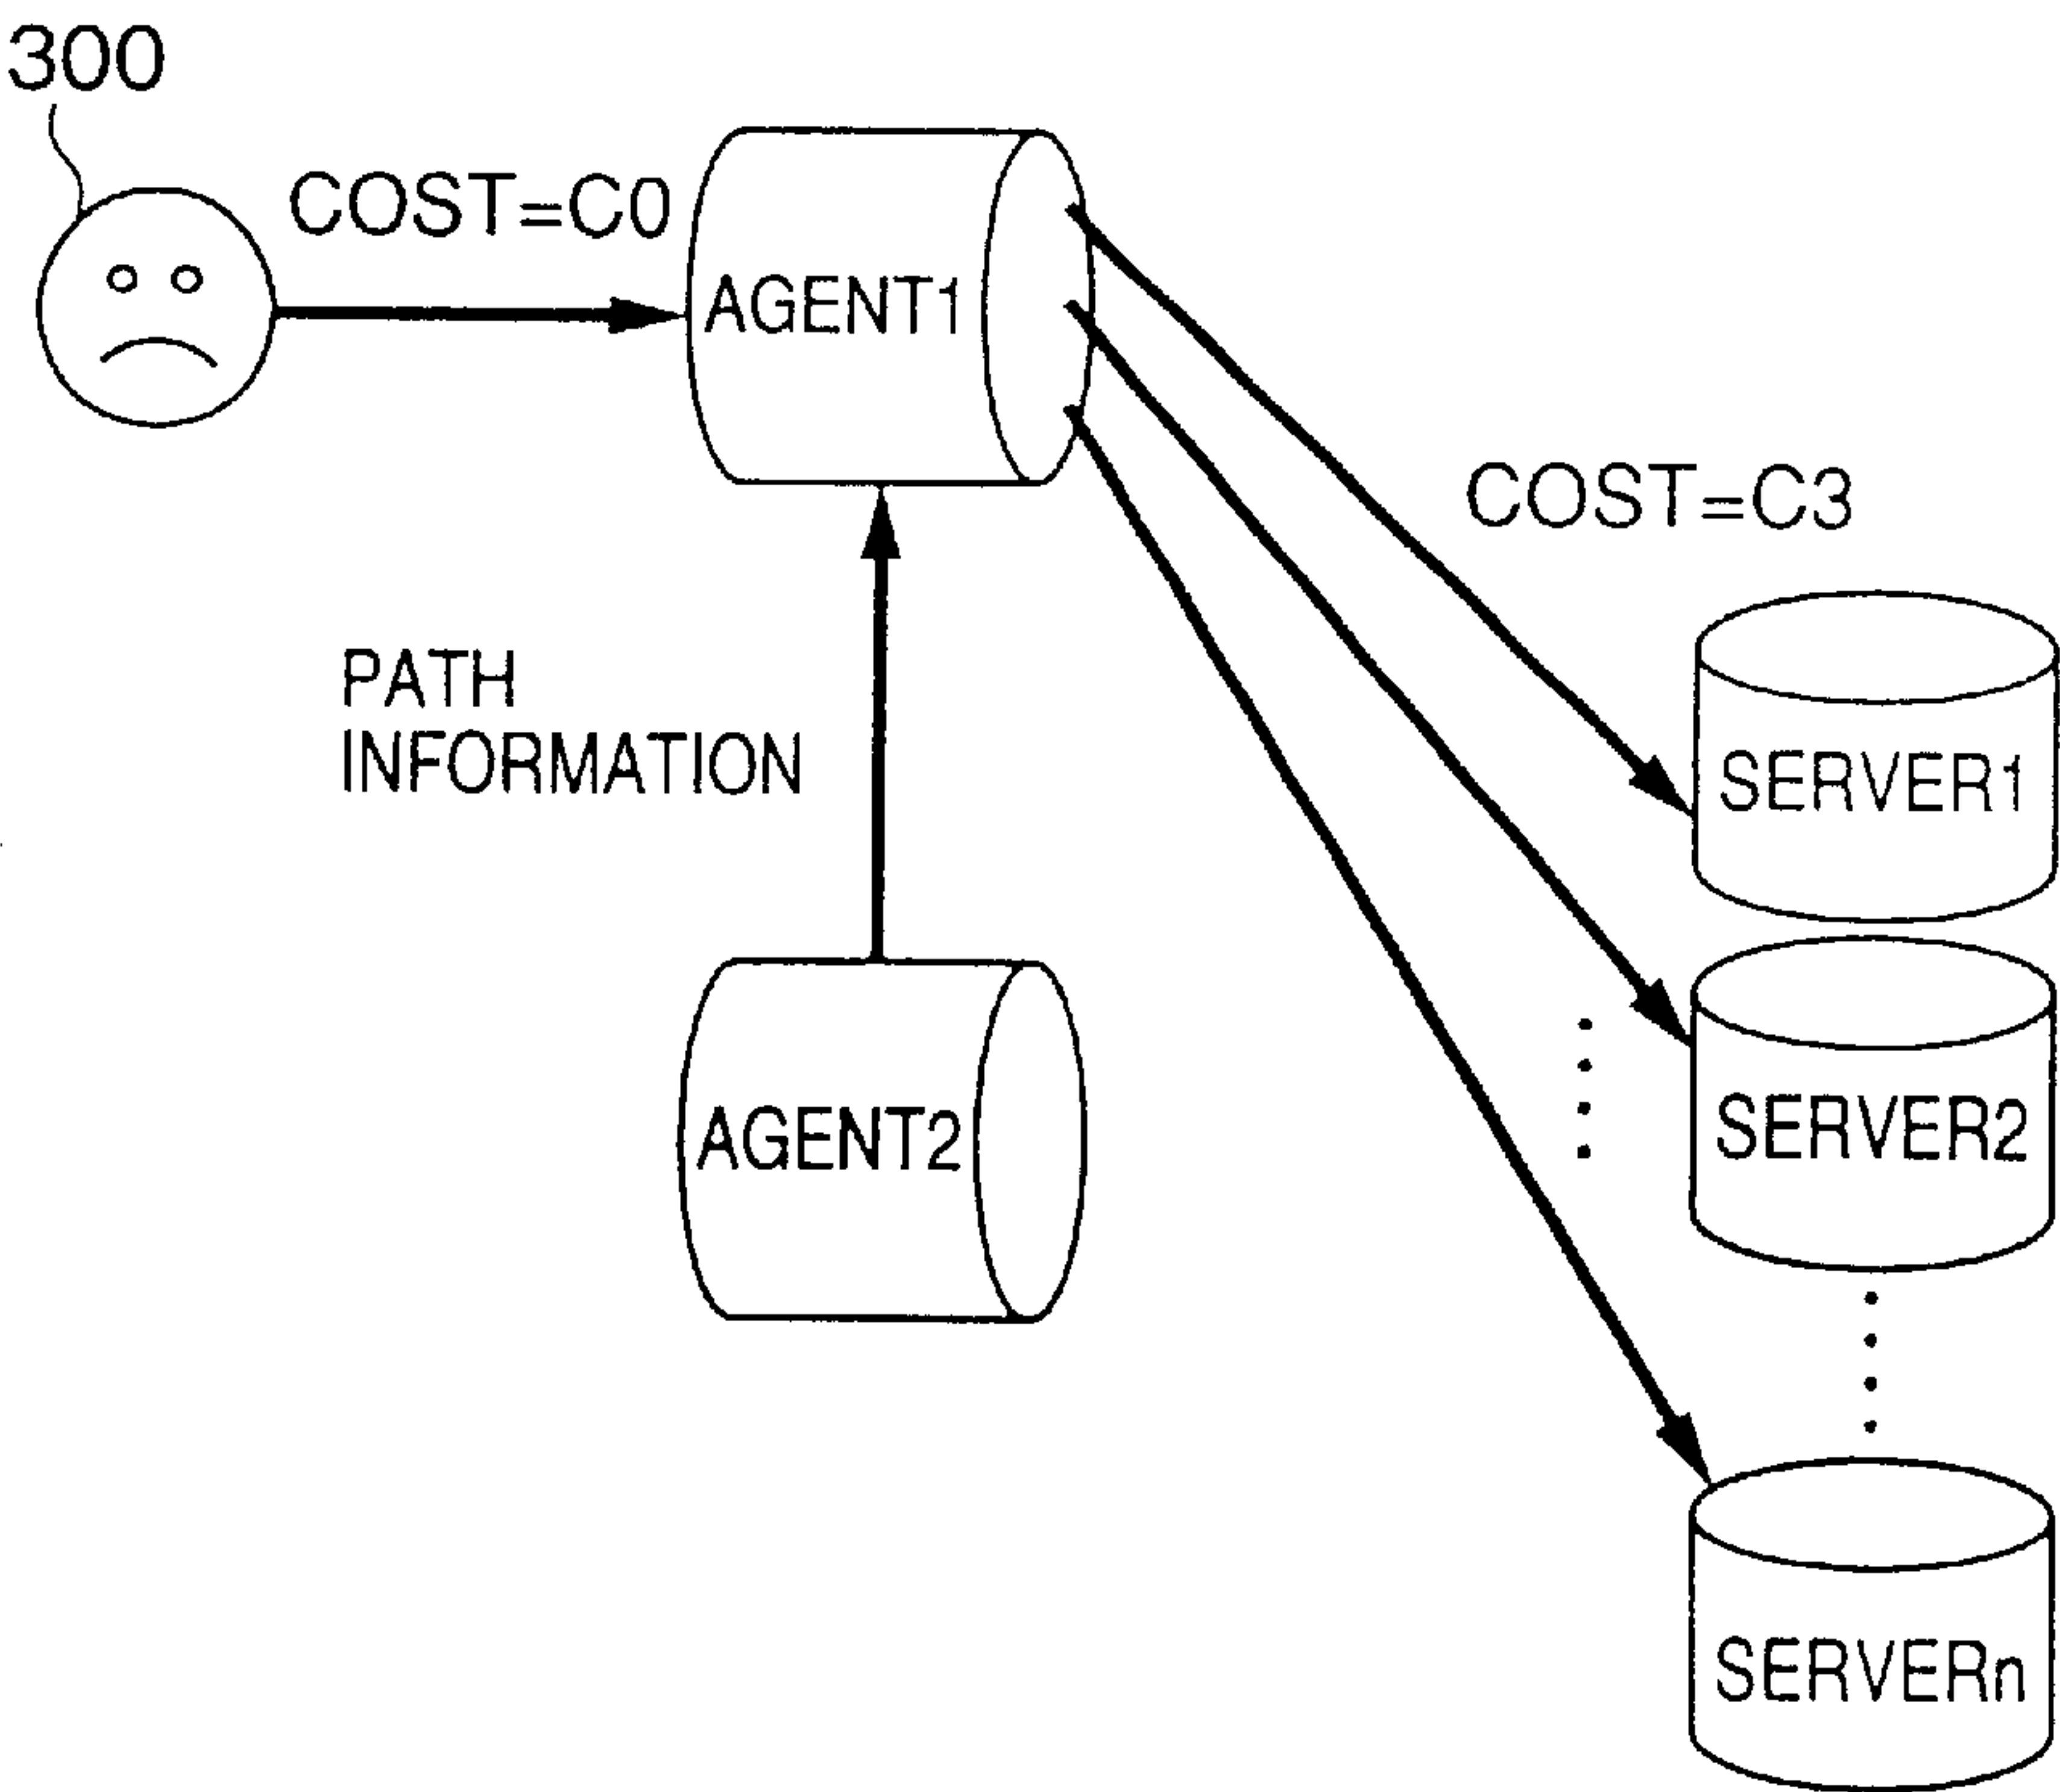 300
COST=C0
AGENT1
COST=C3
PATH
INFORMATION
SERVER1
AGENT2
SERVER2
SERVERn